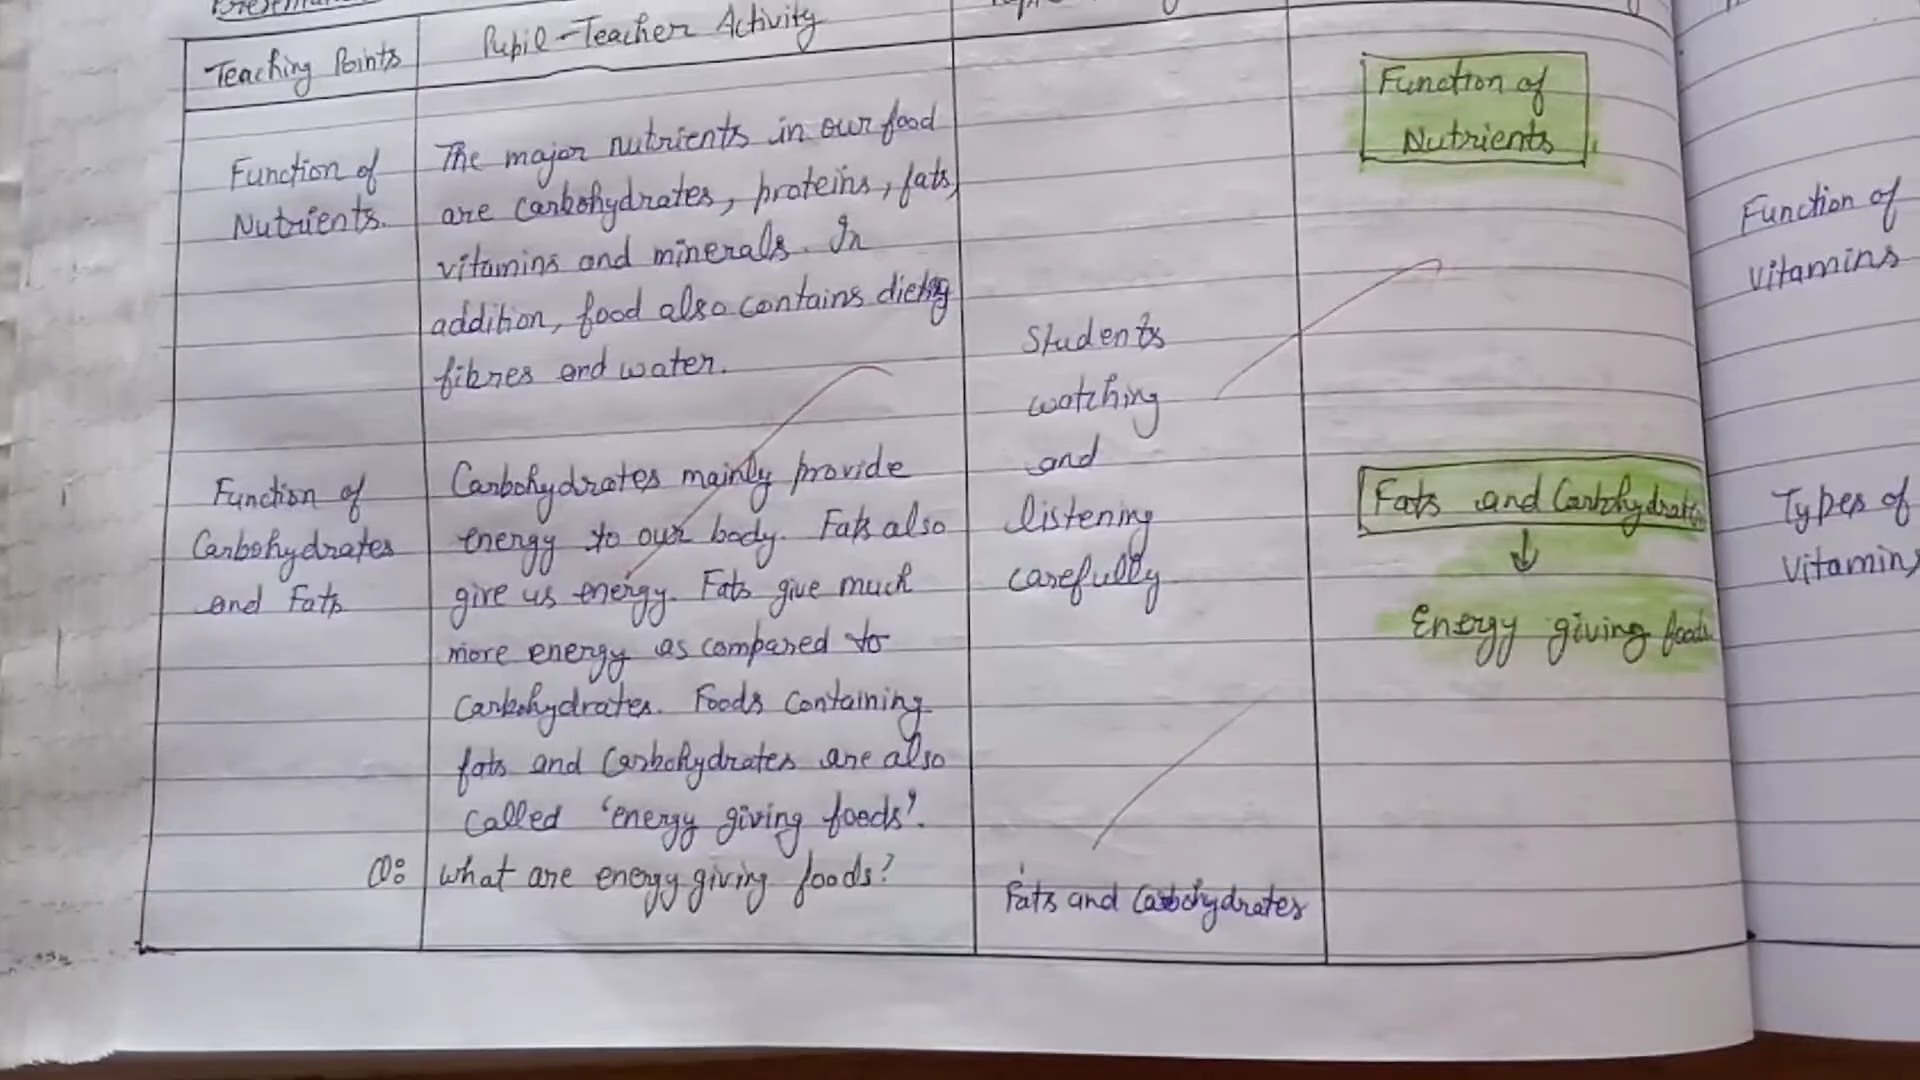 Teaching Points
Pupil-Teacher Activity
Function of
Nutrients.
The major nutrients in our food
are carbohydrates, proteins, fats,
vitamins and minerals. In
addition, food also contains dietary
fibres and water.
Function of
Carbohydrates
and Fats
Carbohydrates mainly provide
energy to our body. Fats also
give us energy. Fats give much
more energy as compared to
Carbohydrates. Foods containing
fats and carbohydrates are also
called 'energy giving foods'.
Q: What are energy giving foods?
Students
watching
and
listening
carefully
Fats and Carbohydrates
Function of
Nutrients
Fats and Carbohydrates
↓
Energy giving foods
Function of
Vitamins
Types of
Vitamins